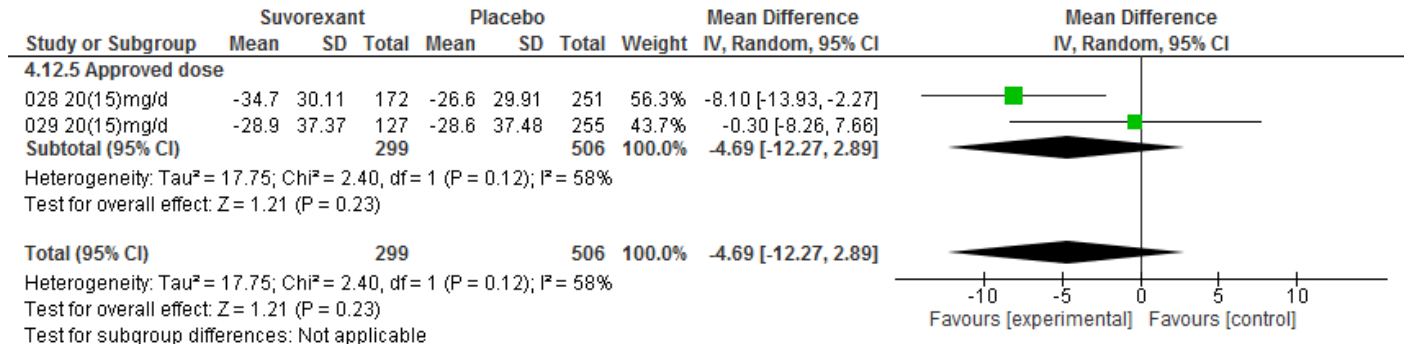 Suvorexant Placebo Mean Difference Mean Difference
Study or Subgroup Mean SD Total Mean SD Total Weight IV, Random, 95% CI IV, Random, 95% CI
4.12.5 Approved dose
028 20(15)mg/d -34.7 30.11 172 -26.6 29.91 251 56.3% -8.10 [-13.93, -2.27]
029 20(15)mg/d -28.9 37.37 127 -28.6 37.48 255 43.7% -0.30 [-8.26, 7.66]
Subtotal (95% CI) 299 506 100.0% -4.69 [-12.27, 2.89]
Heterogeneity: Tau² = 17.75; Chi² = 2.40, df = 1 (P = 0.12); I² = 58%
Test for overall effect: Z = 1.21 (P = 0.23)
Total (95% CI) 299 506 100.0% -4.69 [-12.27, 2.89]
Heterogeneity: Tau² = 17.75; Chi² = 2.40, df = 1 (P = 0.12); I² = 58%
Test for overall effect: Z = 1.21 (P = 0.23)
Test for subgroup differences: Not applicable
-10 -5 0 5 10
Favours [experimental] Favours [control]